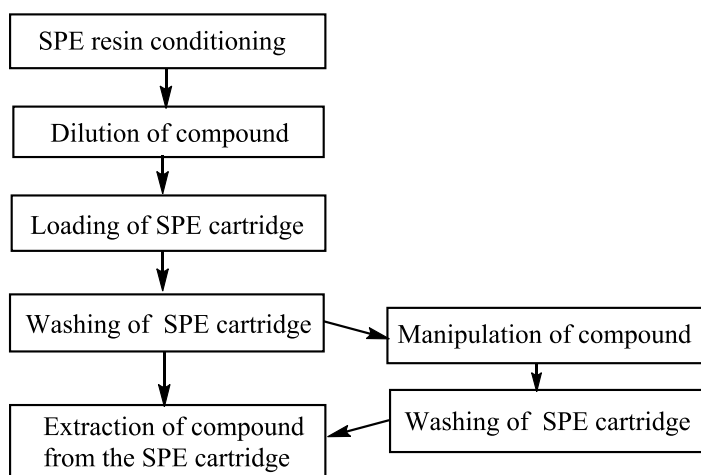 SPE resin conditioning
Dilution of compound
Loading of SPE cartridge
Washing of SPE cartridge
Manipulation of compound
Washing of SPE cartridge
Extraction of compound
from the SPE cartridge